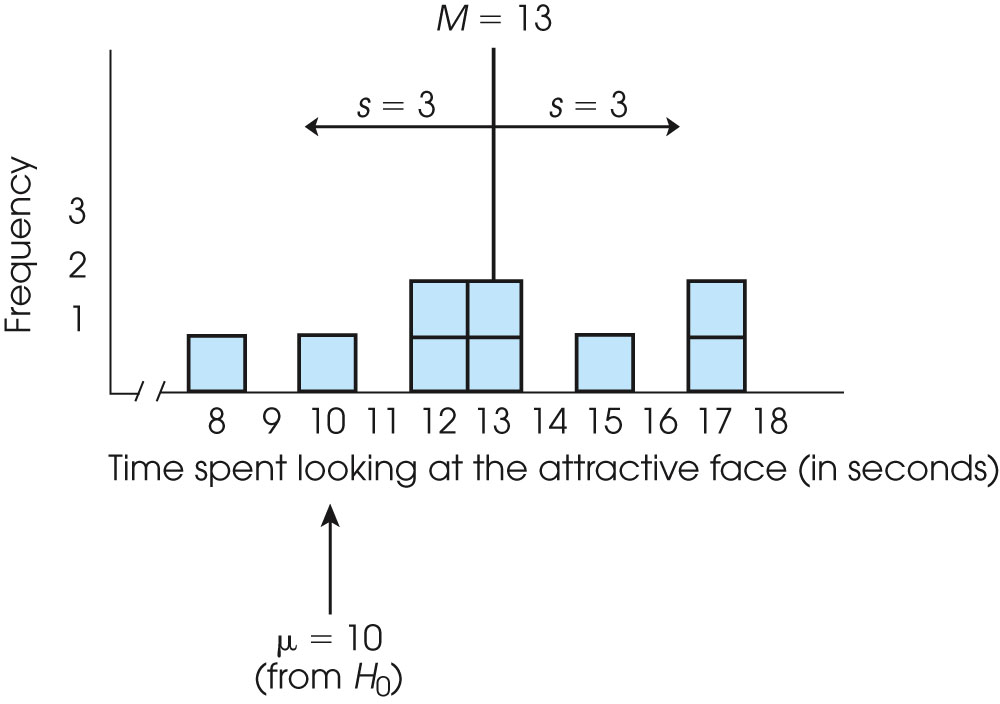 M = 13
s = 3 s = 3
Frequency
3
2
1
8 9 10 11 12 13 14 15 16 17 18
Time spent looking at the attractive face (in seconds)
μ = 10
(from H₀)